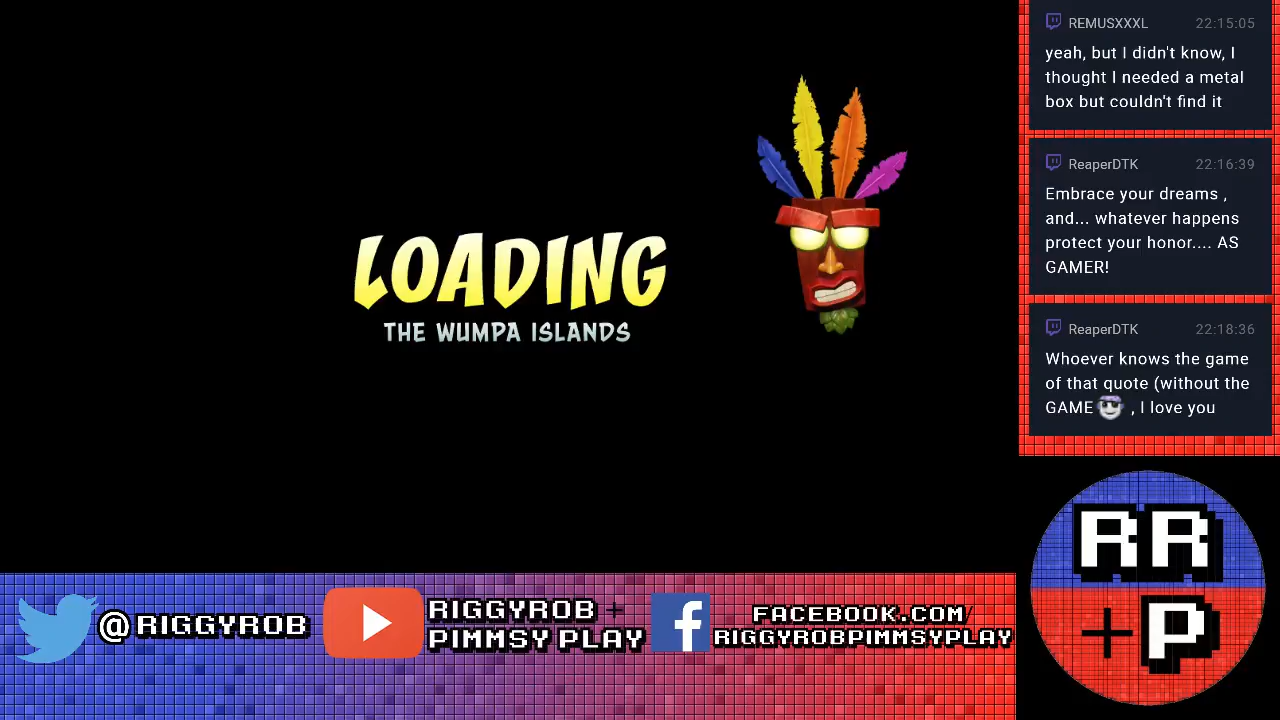 LOADING
THE WUMPA ISLANDS
REMUSXXXL 22:15:05
yeah, but I didn't know, I
thought I needed a metal
box but couldn't find it
ReaperDTK 22:16:39
Embrace your dreams ,
and... whatever happens
protect your honor.... AS
GAMER!
ReaperDTK 22:18:36
Whoever knows the game
of that quote (without the
GAME , I love you
@RIGGYROB
RIGGYROB +
PIMMSY PLAY
f
FACEBOOK.COM/
RIGGYROBPIMMSYPLAY
RR
+P